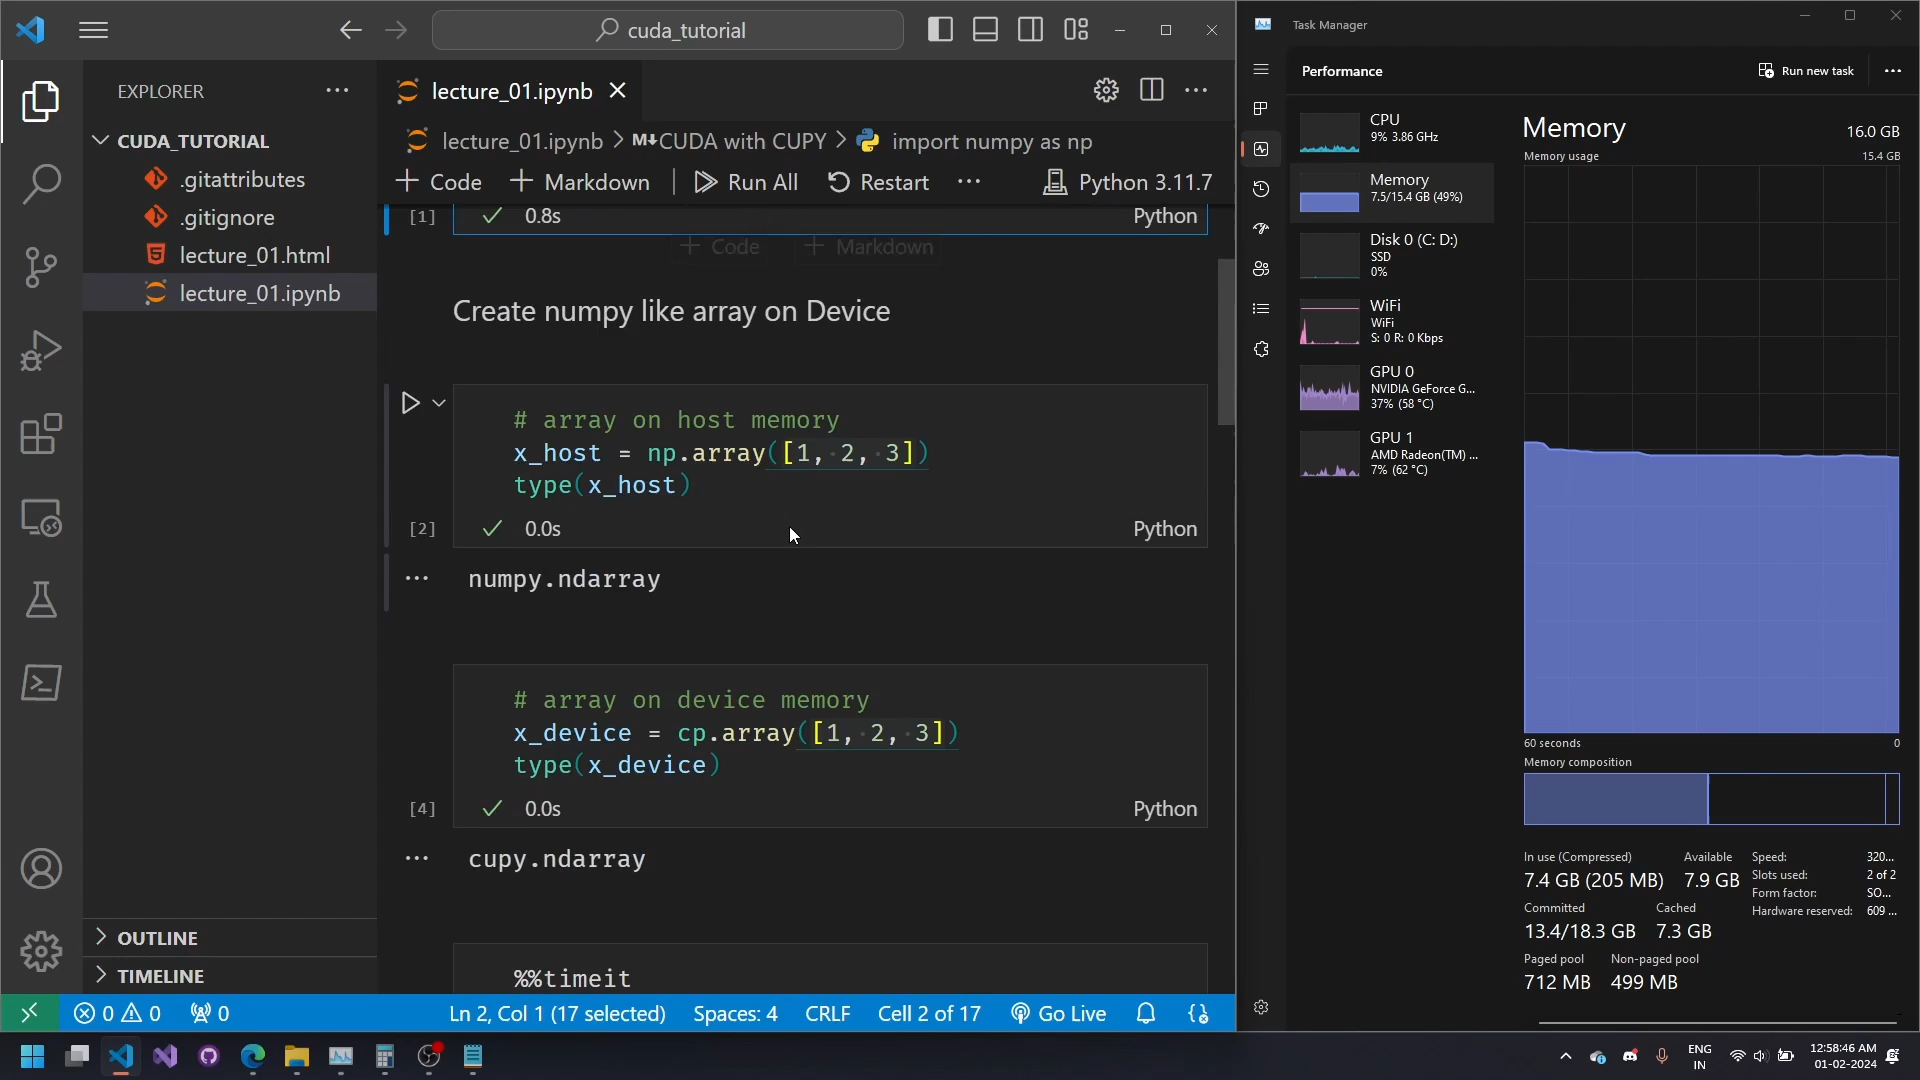 cuda_tutorial
EXPLORER
CUDA_TUTORIAL
.gitattributes
.gitignore
lecture_01.html
lecture_01.ipynb
OUTLINE
TIMELINE
lecture_01.ipynb
lecture_01.ipynb > M↓CUDA with CUPY > import numpy as np
+ Code + Markdown Run All Restart ... Python 3.11.7
[1] ✓ 0.8s Python
+ Code + Markdown
Create numpy like array on Device
# array on host memory
x_host = np.array([1, 2, 3])
type(x_host)
[2] ✓ 0.0s Python
... numpy.ndarray
# array on device memory
x_device = cp.array([1, 2, 3])
type(x_device)
[4] ✓ 0.0s Python
... cupy.ndarray
%%timeit
0 0 0 Ln 2, Col 1 (17 selected) Spaces: 4 CRLF Cell 2 of 17 Go Live
Task Manager
Performance
Run new task
CPU
9% 3.86 GHz
Memory
7.5/15.4 GB (49%)
Disk 0 (C: D:)
SSD
0%
WiFi
WiFi
S: 0 R: 0 Kbps
GPU 0
NVIDIA GeForce G...
37% (58 °C)
GPU 1
AMD Radeon(TM) ...
7% (62 °C)
Memory 16.0 GB
Memory usage 15.4 GB
60 seconds 0
Memory composition
In use (Compressed) Available
7.4 GB (205 MB) 7.9 GB
Committed Cached
13.4/18.3 GB 7.3 GB
Paged pool Non-paged pool
712 MB 499 MB
Speed: 320...
Slots used: 2 of 2
Form factor: SO...
Hardware reserved: 609 ...
ENG
IN
12:58:46 AM
01-02-2024